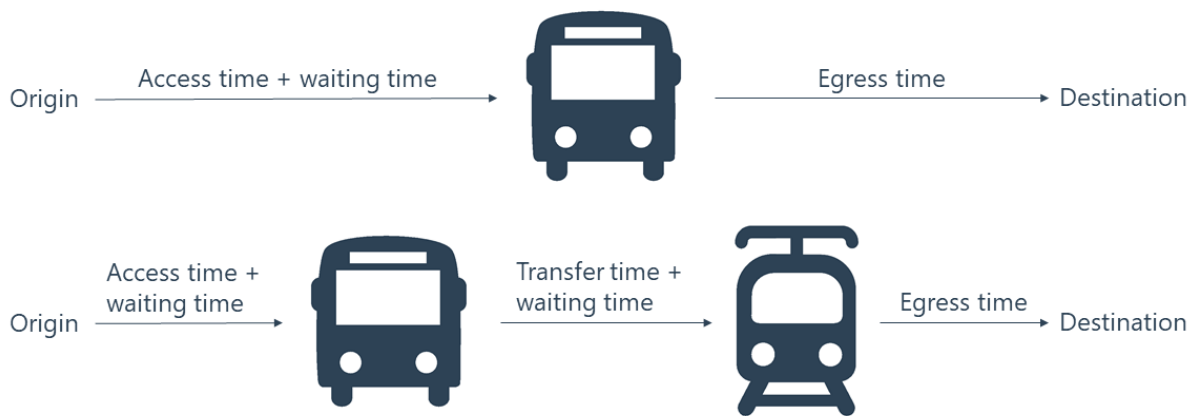 Access time + waiting time
Egress time
Origin
Destination
Access time +
waiting time
Transfer time +
waiting time
Egress time
Origin
Destination